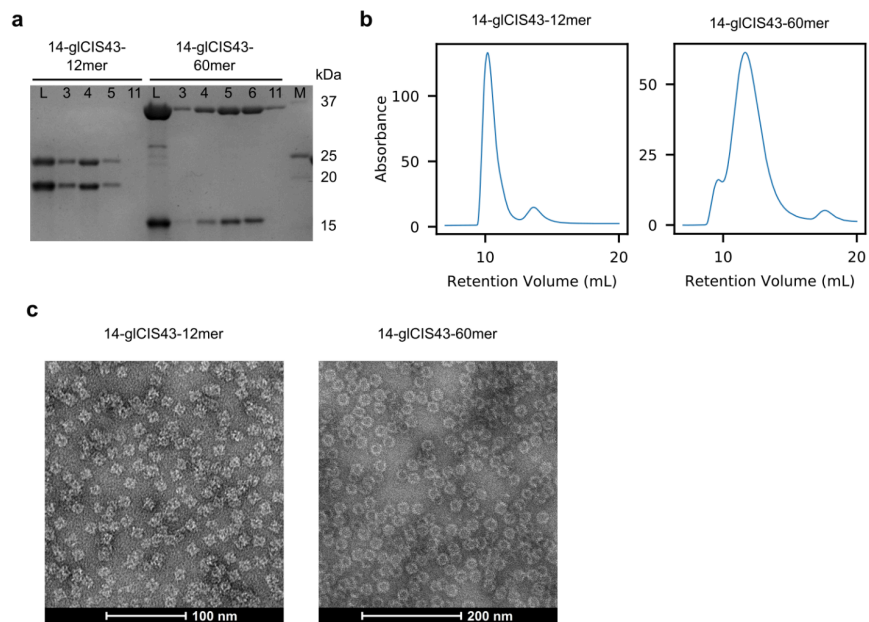 a
14-glCIS43-
12mer
14-glCIS43-
60mer
kDa
L 3 4 5 11 L 3 4 5 6 11 M
37
25
20
15
b
14-glCIS43-12mer
14-glCIS43-60mer
Absorbance
100
50
0
10
20
Retention Volume (mL)
50
25
0
10
20
Retention Volume (mL)
c
14-glCIS43-12mer
14-glCIS43-60mer
100 nm
200 nm